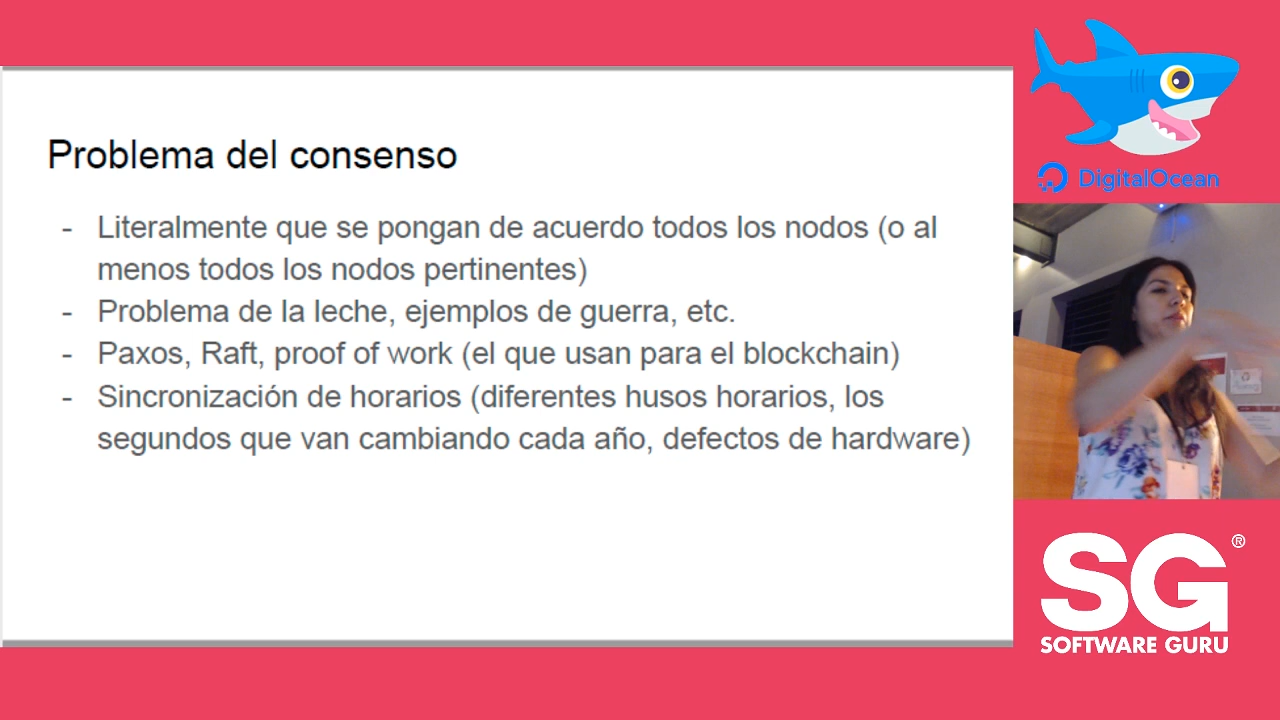 Problema del consenso
- Literalmente que se pongan de acuerdo todos los nodos (o al
menos todos los nodos pertinentes)
- Problema de la leche, ejemplos de guerra, etc.
- Paxos, Raft, proof of work (el que usan para el blockchain)
- Sincronización de horarios (diferentes husos horarios, los
segundos que van cambiando cada año, defectos de hardware)
DigitalOcean
SG®
SOFTWARE GURU